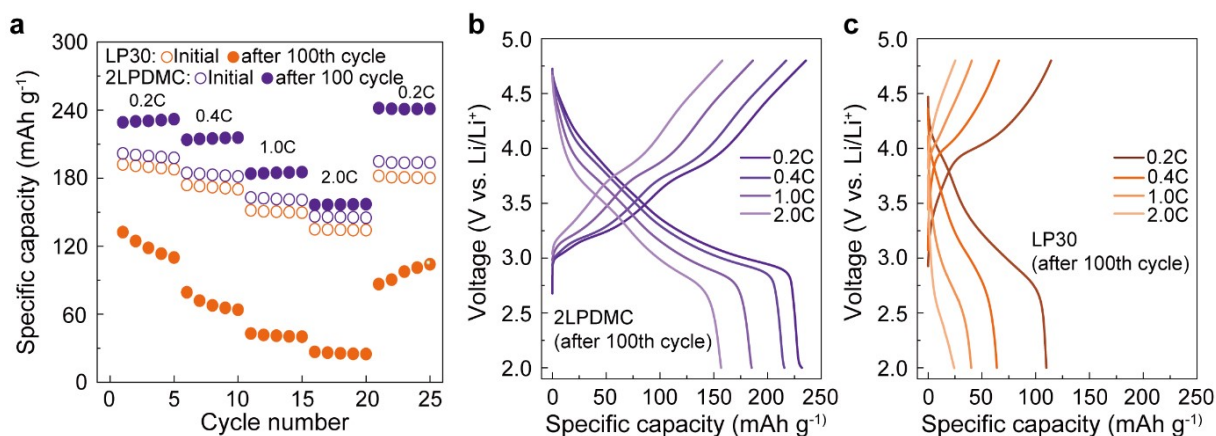 a
300
240
180
120
60
0
0 5 10 15 20 25
Specific capacity (mAh g⁻¹)
Cycle number
LP30: Initial after 100th cycle
2LPDMC: Initial after 100 cycle
0.2C
0.4C
1.0C
2.0C
0.2C
b
5.0
4.5
4.0
3.5
3.0
2.5
2.0
0 50 100 150 200 250
Voltage (V vs. Li/Li⁺)
Specific capacity (mAh g⁻¹)
0.2C
0.4C
1.0C
2.0C
2LPDMC
(after 100th cycle)
c
5.0
4.5
4.0
3.5
3.0
2.5
2.0
0 50 100 150 200 250
Voltage (V vs. Li/Li⁺)
Specific capacity (mAh g⁻¹)
0.2C
0.4C
1.0C
2.0C
LP30
(after 100th cycle)